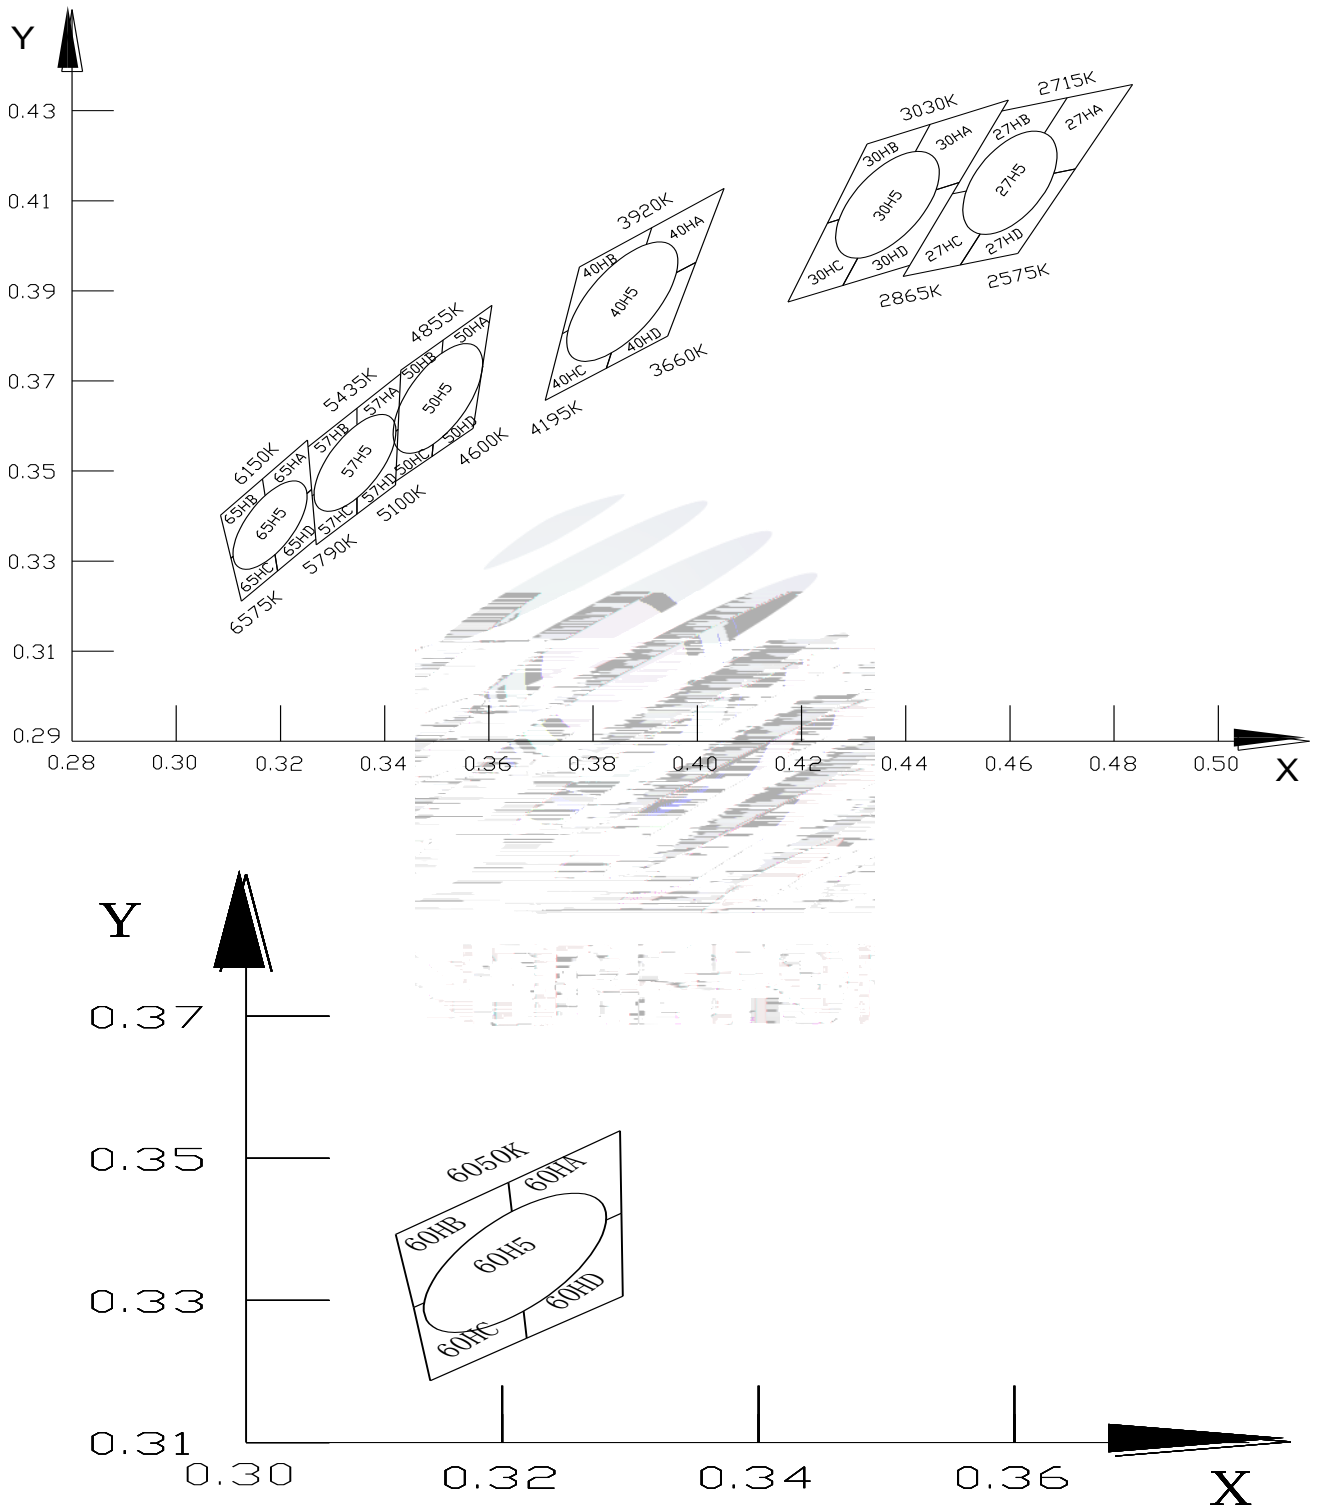 Y
0.43
0.41
0.39
0.37
0.35
0.33
0.31
0.29
0.28 0.30 0.32 0.34 0.36 0.38 0.40 0.42 0.44 0.46 0.48 0.50
X
2715K
27HB 27HA
27H5
27HC 27HD
2575K
3030K
30HB 30HA
30H5
30HC 30HD
2865K
3920K
40HB 40HA
40H5
40HC 40HD
3660K
4195K
4855K
50HB 50HA
50H5
50HC 50HD
4600K
5435K
57HB 57HA
57H5
57HC 57HD
5100K
6150K
65HB 65HA
65H5
65HC 65HD
5790K
6575K
Y
0.37
0.35
0.33
0.31
0.30 0.32 0.34 0.36
X
6050K
60HB 60HA
60H5
60HC 60HD